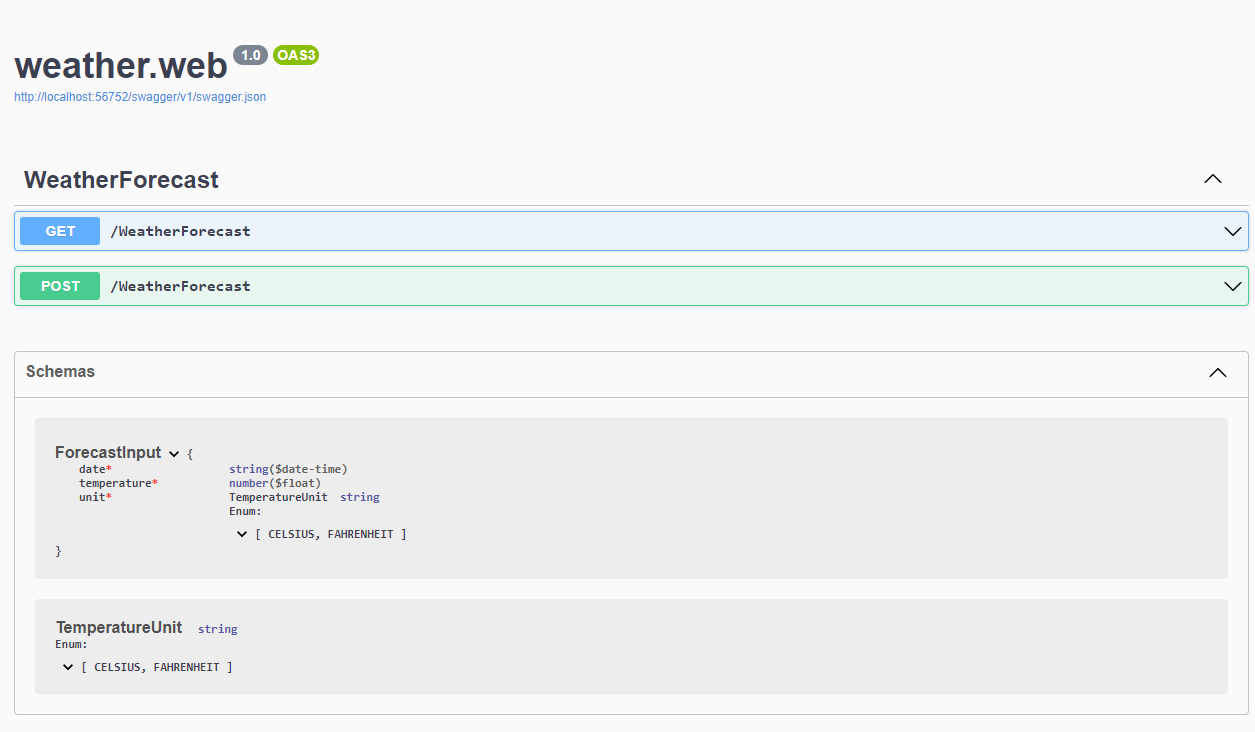 weather.web 1.0 OAS3
http://localhost:56752/swagger/v1/swagger.json
WeatherForecast
GET /WeatherForecast
POST /WeatherForecast
Schemas
ForecastInput {
date* string($date-time)
temperature* number($float)
unit* TemperatureUnit string
Enum:
[ CELSIUS, FAHRENHEIT ]
}
TemperatureUnit string
Enum:
[ CELSIUS, FAHRENHEIT ]